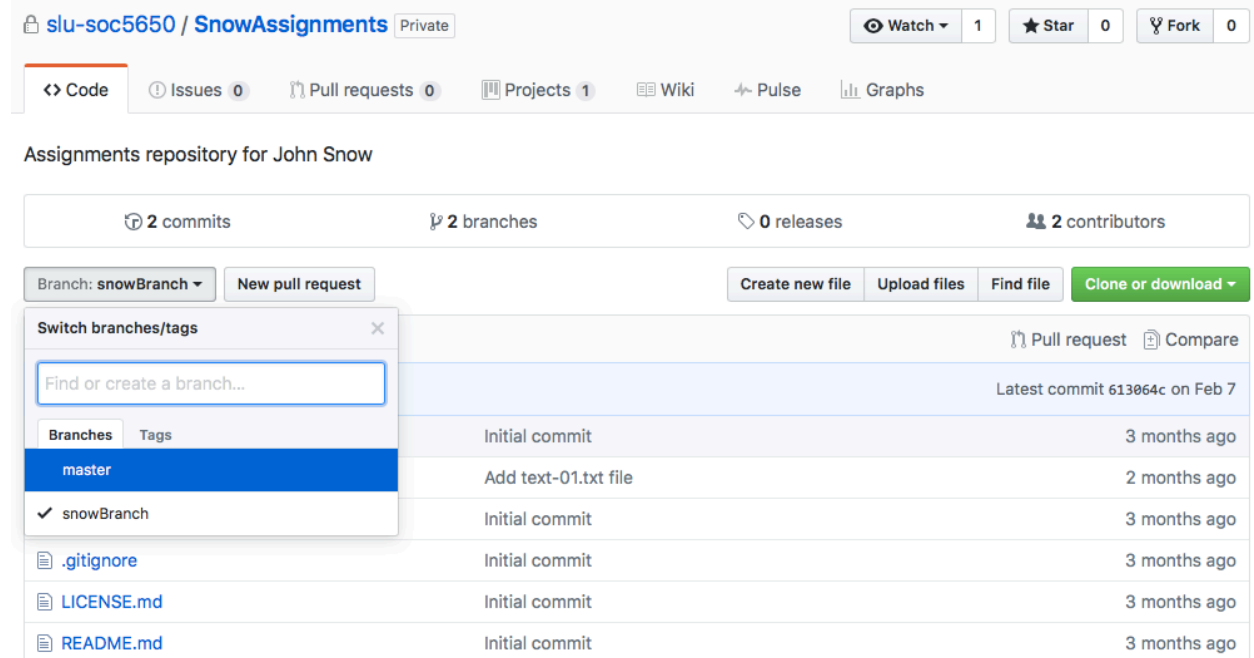 slu-soc5650 / SnowAssignments Private Watch 1 Star 0 Fork 0
Code Issues 0 Pull requests 0 Projects 1 Wiki Pulse Graphs
Assignments repository for John Snow
2 commits 2 branches 0 releases 2 contributors
Branch: snowBranch New pull request Create new file Upload files Find file Clone or download
Switch branches/tags
Pull request Compare
Find or create a branch...
Latest commit 613064c on Feb 7
Branches Tags
Initial commit 3 months ago
master
Add text-01.txt file 2 months ago
snowBranch
Initial commit 3 months ago
.gitignore Initial commit 3 months ago
LICENSE.md Initial commit 3 months ago
README.md Initial commit 3 months ago